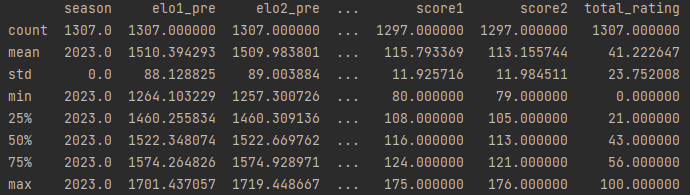 season elo1_pre elo2_pre ... score1 score2 total_rating
count 1307.0 1307.000000 1307.000000 ... 1297.000000 1297.000000 1307.000000
mean 2023.0 1510.394293 1509.983801 ... 115.793369 113.155744 41.222647
std 0.0 88.128825 89.003884 ... 11.925716 11.984511 23.752008
min 2023.0 1264.103229 1257.300726 ... 80.000000 79.000000 0.000000
25% 2023.0 1460.255834 1460.309136 ... 108.000000 105.000000 21.000000
50% 2023.0 1522.348074 1522.669762 ... 116.000000 113.000000 43.000000
75% 2023.0 1574.264826 1574.928971 ... 124.000000 121.000000 56.000000
max 2023.0 1701.437057 1719.448667 ... 175.000000 176.000000 100.000000